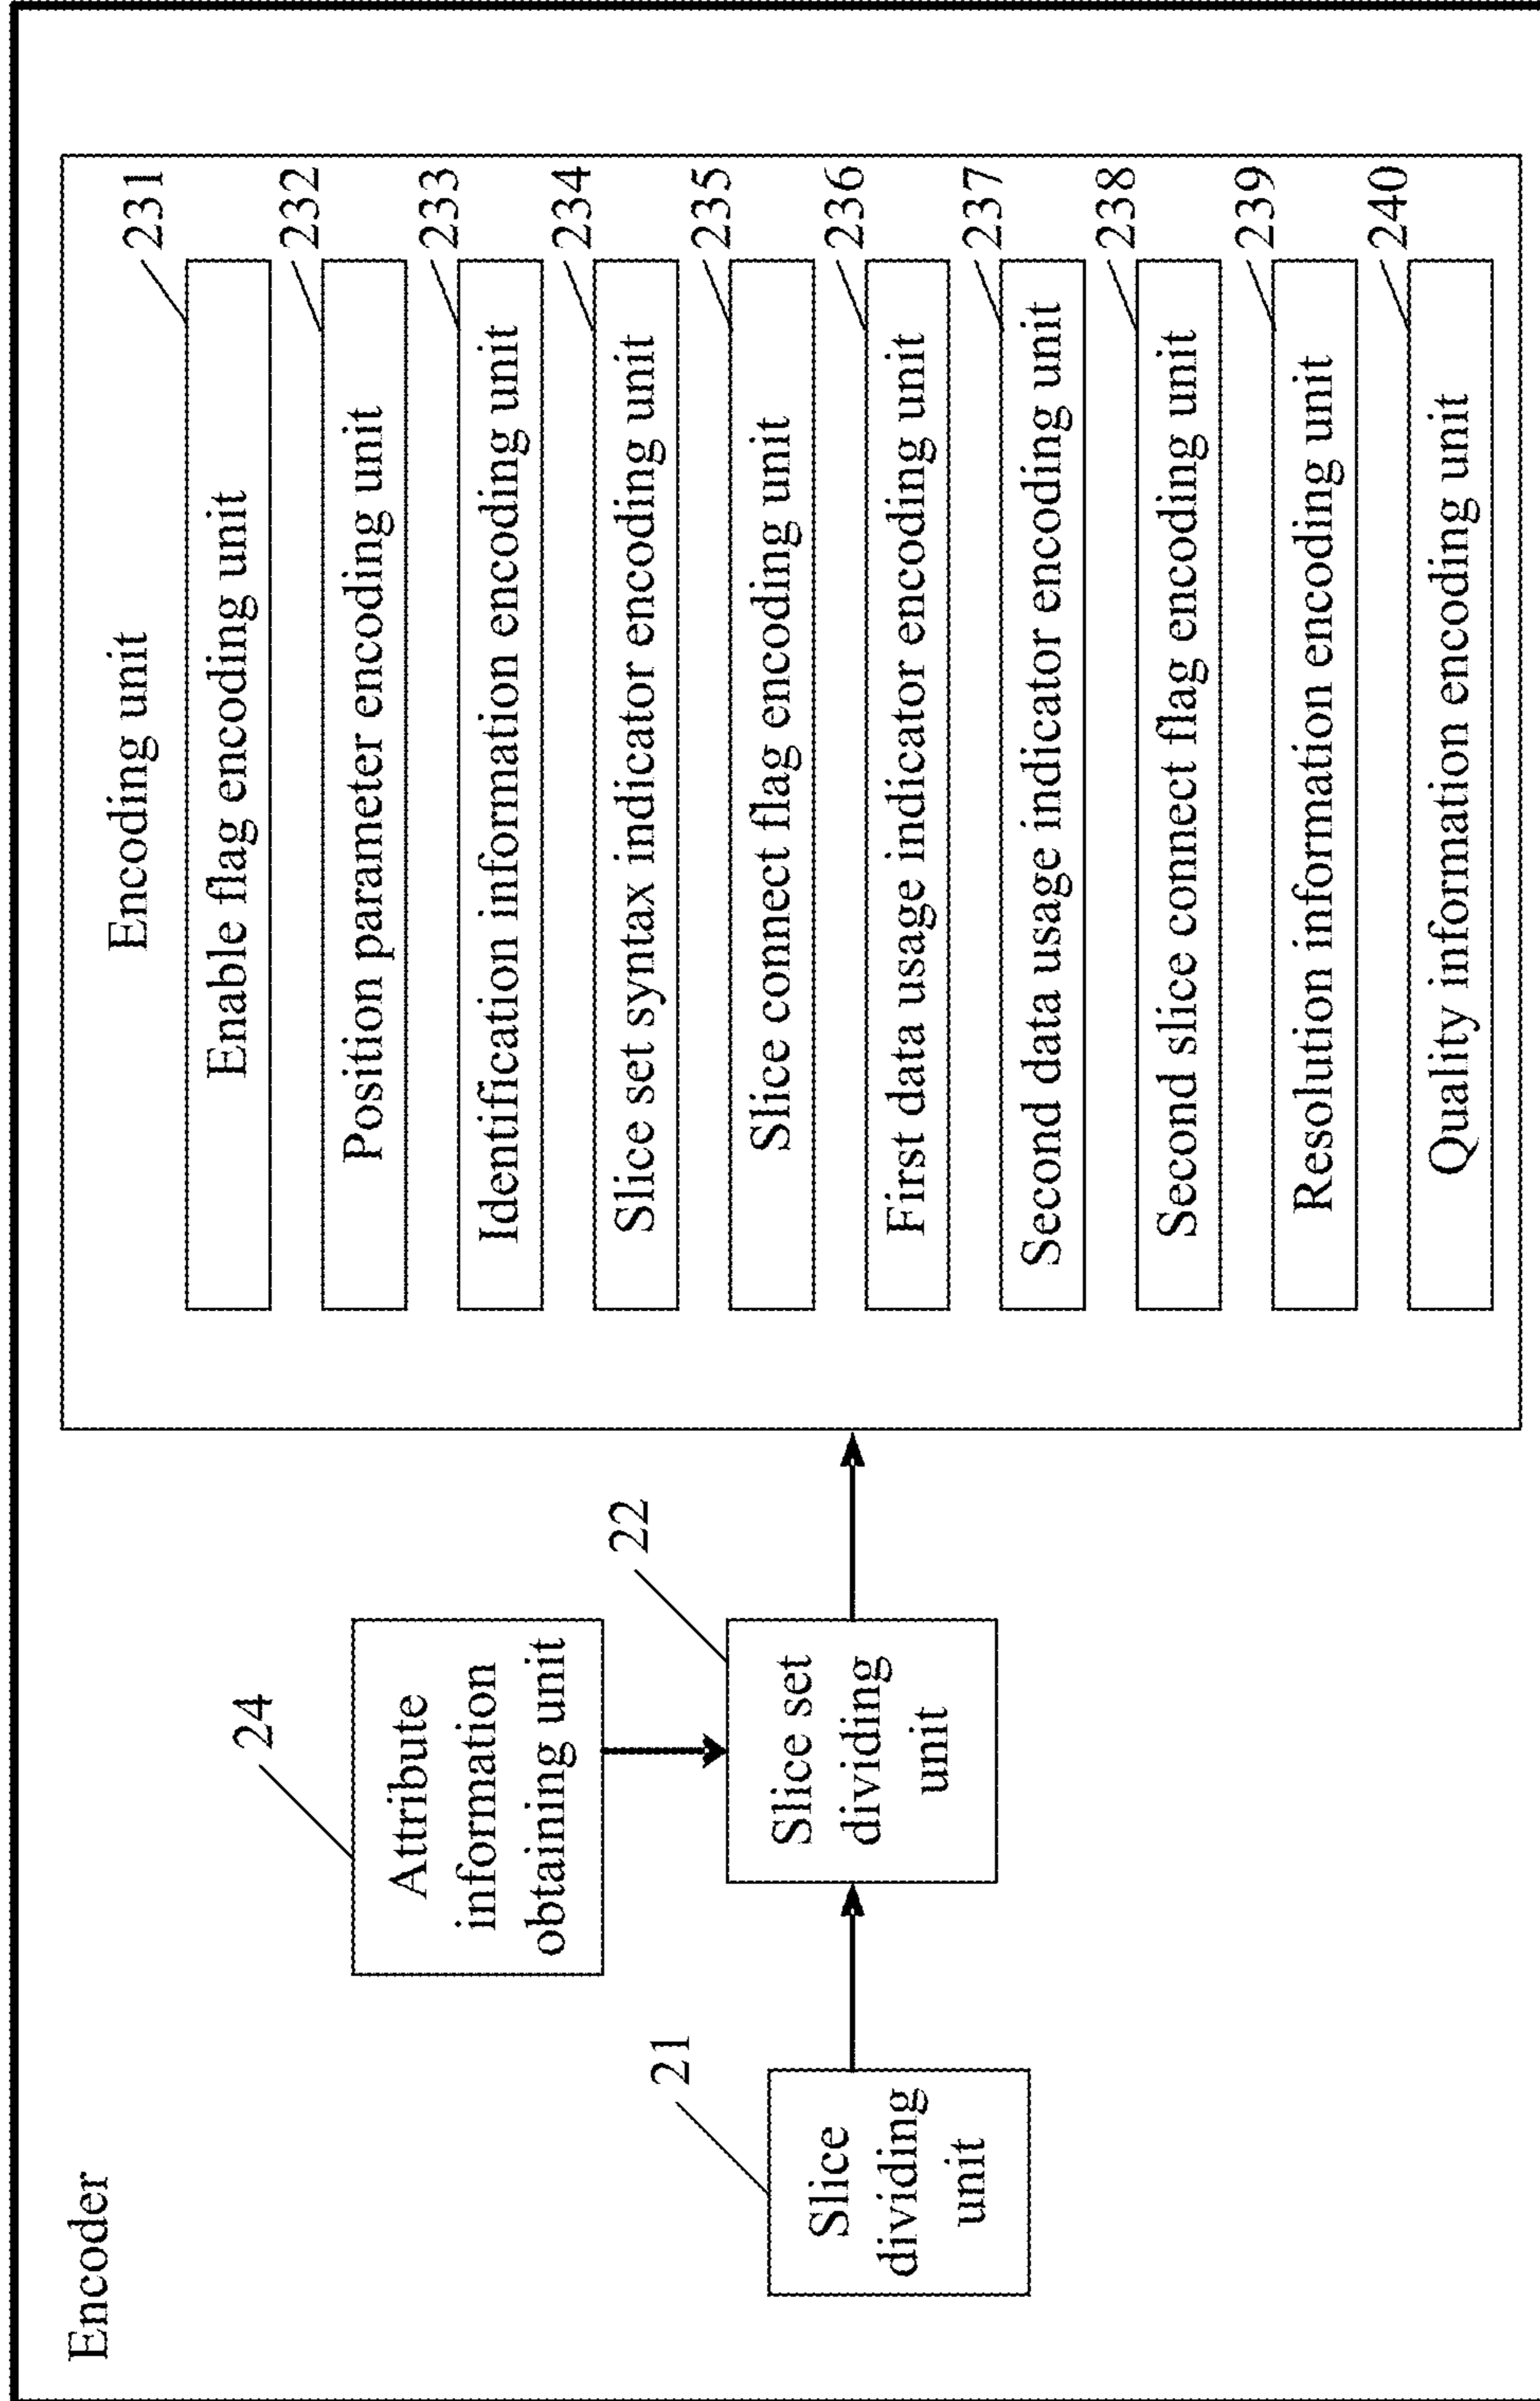 Encoder
21
Slice
dividing
unit
24
Attribute
information
obtaining unit
22
Slice set
dividing
unit
Encoding unit
231
Enable flag encoding unit
232
Position parameter encoding unit
233
Identification information encoding unit
234
Slice set syntax indicator encoding unit
235
Slice connect flag encoding unit
236
First data usage indicator encoding unit
237
Second data usage indicator encoding unit
238
Second slice connect flag encoding unit
239
Resolution information encoding unit
240
Quality information encoding unit